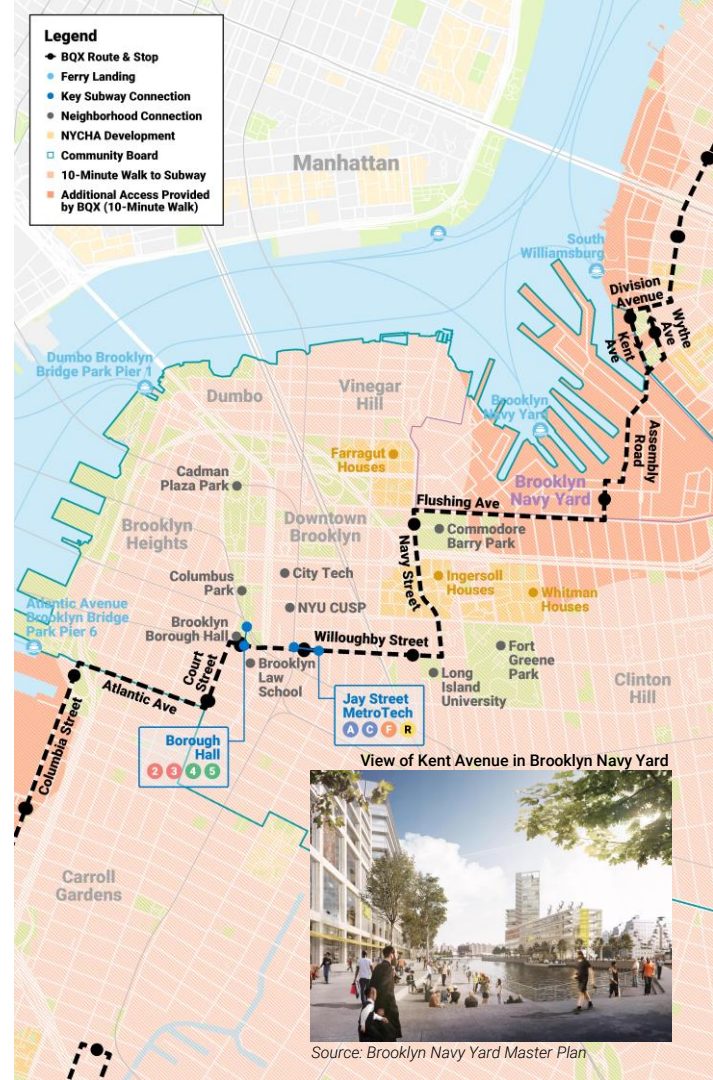 Legend
BQX Route & Stop
Ferry Landing
Key Subway Connection
Neighborhood Connection
NYCHA Development
Community Board
10-Minute Walk to Subway
Additional Access Provided
by BQX (10-Minute Walk)
Manhattan
South
Williamsburg
Division
Avenue
Wythe
Ave
Kent
Ave
Dumbo Brooklyn
Bridge Park Pier 1
Dumbo
Vinegar
Hill
Brooklyn
Navy Yard
Assembly
Road
Farragut
Houses
Cadman
Plaza Park
Brooklyn
Navy Yard
Flushing Ave
Brooklyn
Heights
Downtown
Brooklyn
Commodore
Barry Park
Navy Street
Columbus
Park
City Tech
Ingersoll
Houses
Whitman
Houses
NYU CUSP
Atlantic Avenue
Brooklyn Bridge
Park Pier 6
Brooklyn
Borough Hall
Willoughby Street
Fort
Greene
Park
Court
Street
Brooklyn
Law
School
Long
Island
University
Clinton
Hill
Atlantic Ave
Columbia Street
Jay Street
MetroTech
A C F R
Borough
Hall
2 3 4 5
View of Kent Avenue in Brooklyn Navy Yard
Carroll
Gardens
Source: Brooklyn Navy Yard Master Plan